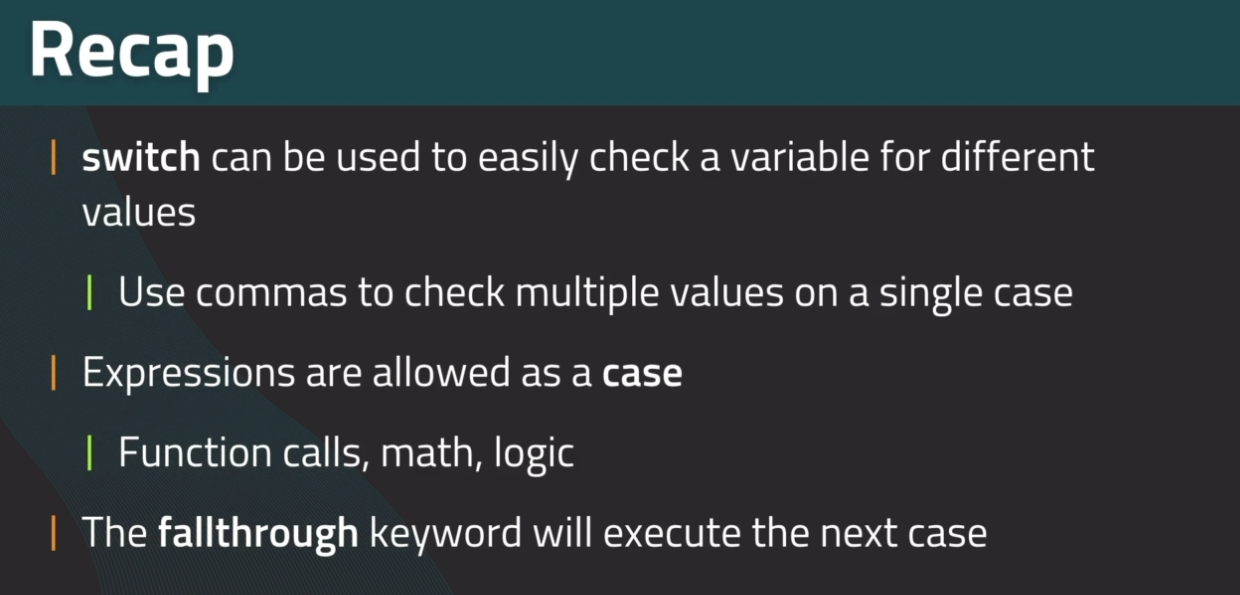 Recap
switch can be used to easily check a variable for different
values
Use commas to check multiple values on a single case
Expressions are allowed as a case
Function calls, math, logic
The fallthrough keyword will execute the next case